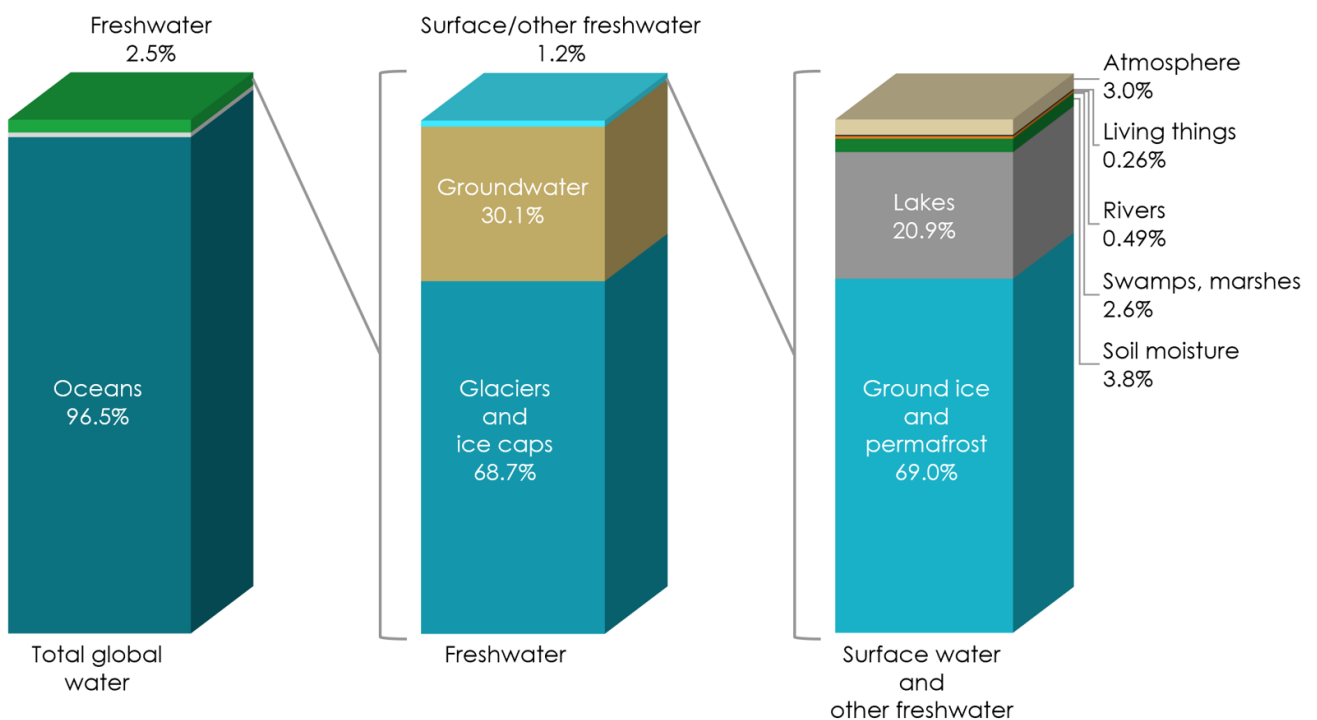 Freshwater
2.5%
Oceans
96.5%
Total global
water
Surface/other freshwater
1.2%
Groundwater
30.1%
Glaciers
and
ice caps
68.7%
Freshwater
Atmosphere
3.0%
Living things
0.26%
Rivers
0.49%
Swamps, marshes
2.6%
Soil moisture
3.8%
Lakes
20.9%
Ground ice
and
permafrost
69.0%
Surface water
and
other freshwater